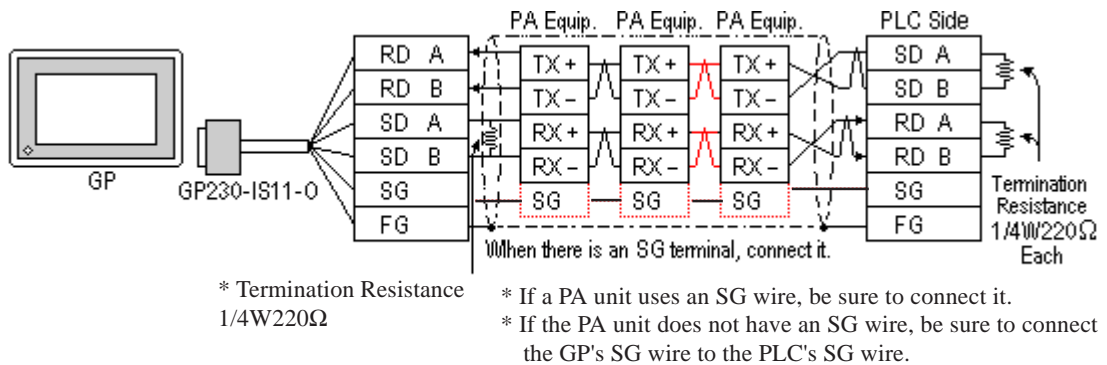 PA Equip. PA Equip. PA Equip. PLC Side
RD A TX+ TX+ TX+ SD A
RD B TX- TX- TX- SD B
SD A RX+ RX+ RX+ RD A
SD B RX- RX- RX- RD B
SG SG SG SG SG
FG FG
GP
GP230-IS11-O
When there is an SG terminal, connect it.
Termination
Resistance
1/4W220Ω
Each
* Termination Resistance
1/4W220Ω
* If a PA unit uses an SG wire, be sure to connect it.
* If the PA unit does not have an SG wire, be sure to connect
the GP's SG wire to the PLC's SG wire.